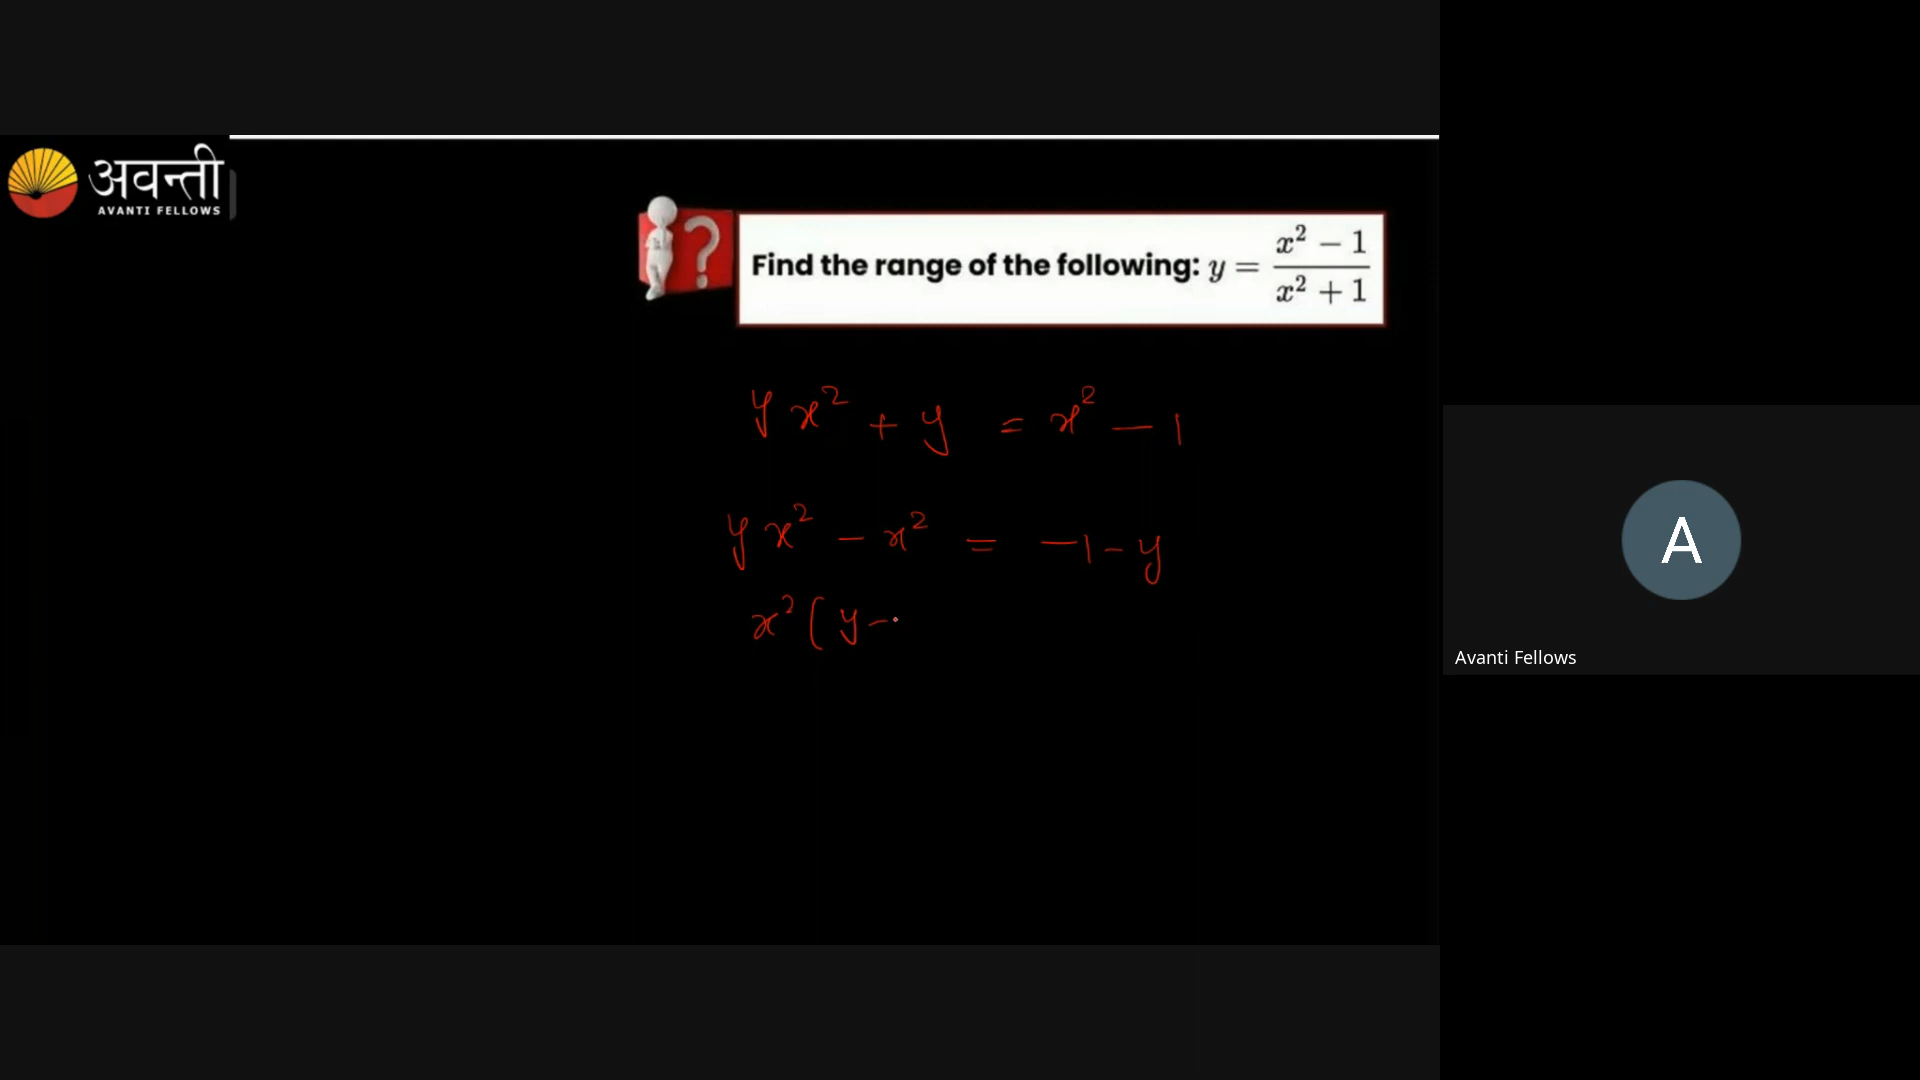 अवन्ती
AVANTI FELLOWS
Find the range of the following: y = (x² − 1)/(x² + 1)
yx² + y = x² − 1
yx² − x² = −1 − y
x² ( y −
A
Avanti Fellows